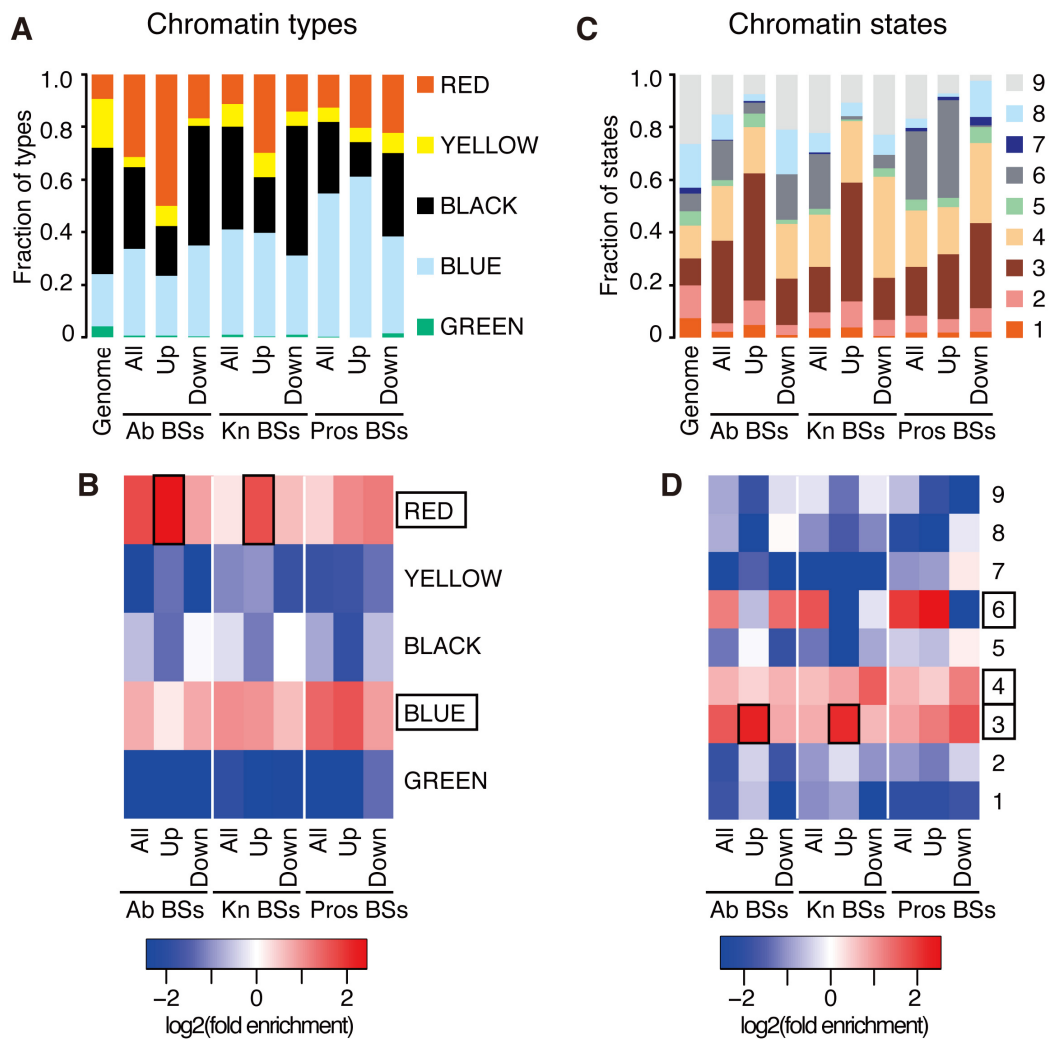 A
Chromatin types
Fraction of types
1.0
0.8
0.6
0.4
0.2
0
RED
YELLOW
BLACK
BLUE
GREEN
Genome
All
Up
Down
All
Up
Down
All
Up
Down
Ab BSs
Kn BSs
Pros BSs
C
Chromatin states
Fraction of states
1.0
0.8
0.6
0.4
0.2
0
9
8
7
6
5
4
3
2
1
Genome
All
Up
Down
All
Up
Down
All
Up
Down
Ab BSs
Kn BSs
Pros BSs
B
RED
YELLOW
BLACK
BLUE
GREEN
All
Up
Down
All
Up
Down
All
Up
Down
Ab BSs
Kn BSs
Pros BSs
−2 0 2
log2(fold enrichment)
D
9
8
7
6
5
4
3
2
1
All
Up
Down
All
Up
Down
All
Up
Down
Ab BSs
Kn BSs
Pros BSs
−2 0 2
log2(fold enrichment)